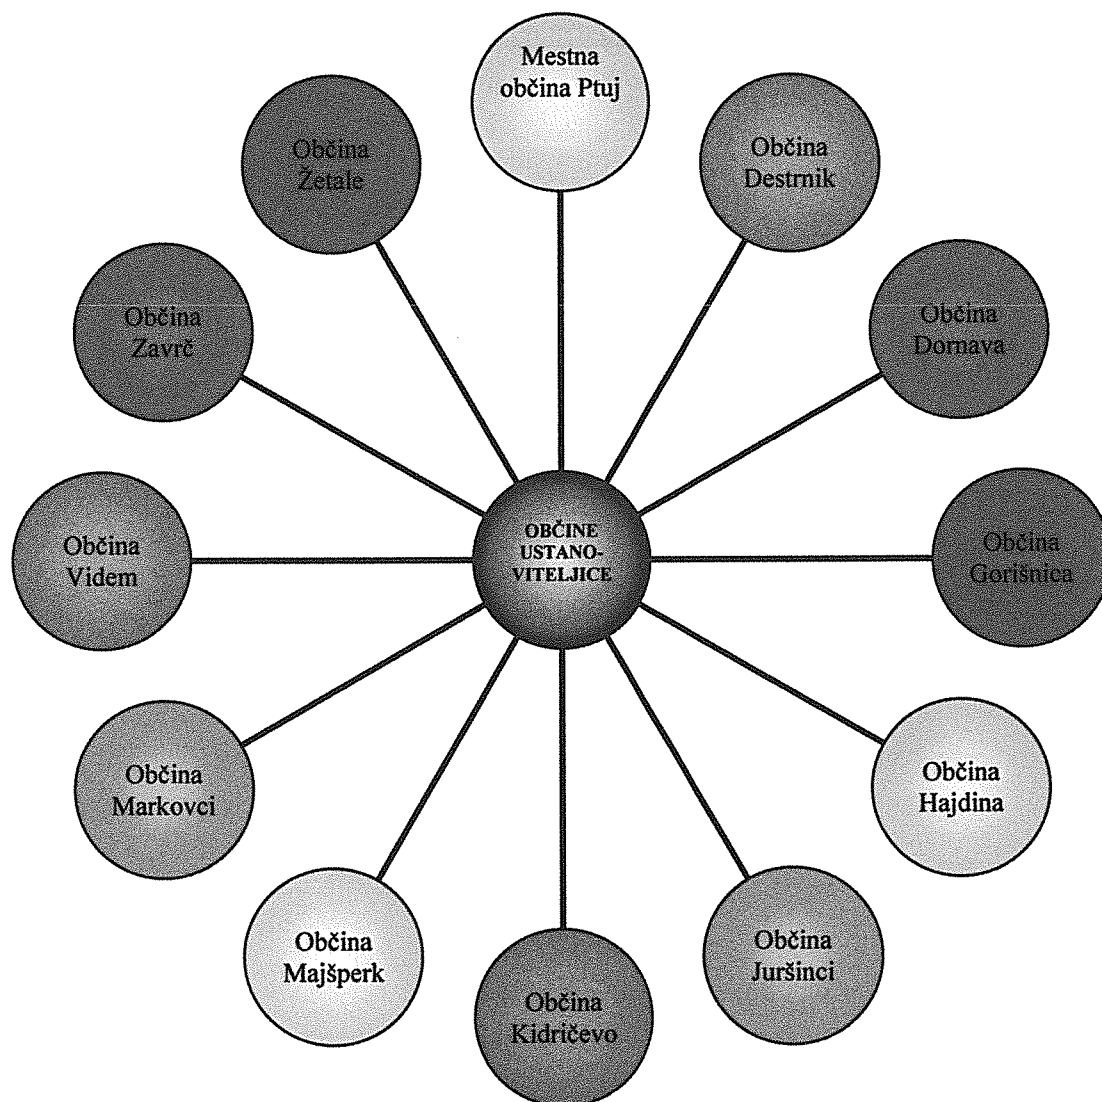 Mestna
občina Ptuj
Občina
Destrnik
Občina
Dornava
Občina
Gorišnica
Občina
Hajdina
Občina
Juršinci
Občina
Kidričevo
Občina
Majšperk
Občina
Markovci
Občina
Videm
Občina
Zavrč
Občina
Žetale
OBČINE
USTANO-
VITELJICE